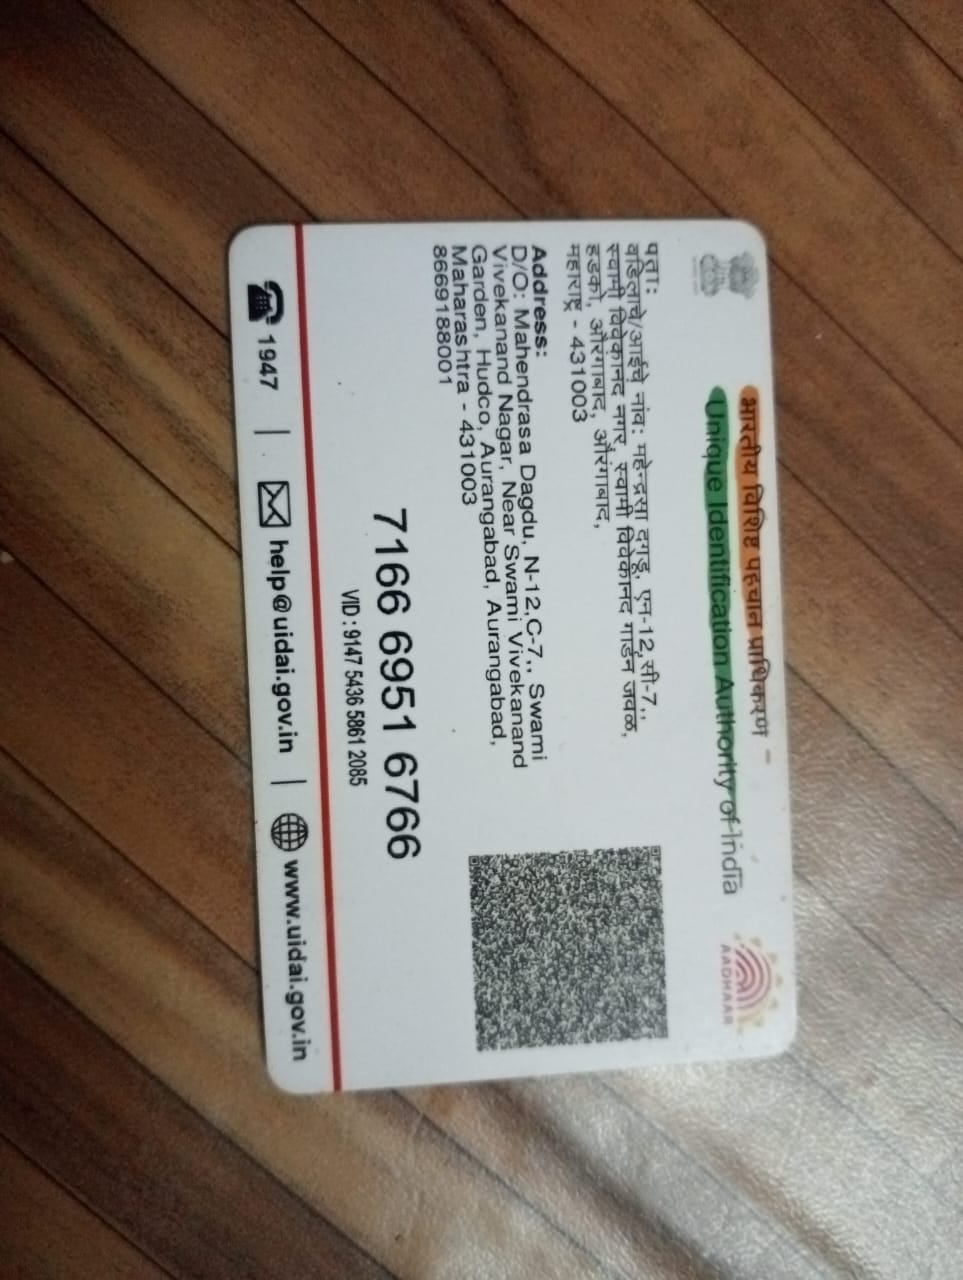 भारतीय विशिष्ट पहचान प्राधिकरण
Unique Identification Authority of India
AADHAAR
पता:
वडिलाचे/आईचे नांव: महेन्द्रसा दगडू, एन-12,सी-7,,
स्वामी विवेकानंद नगर, स्वामी विवेकानंद गार्डन जवळ,
हडको, औरंगाबाद, औरंगाबाद,
महाराष्ट्र - 431003
Address:
D/O: Mahendrasa Dagdu, N-12,C-7,, Swami
Vivekanand Nagar, Near Swami Vivekanand
Garden, Hudco, Aurangabad, Aurangabad,
Maharashtra - 431003
8669188001
7166 6951 6766
VID : 9147 5436 5861 2085
1947 | help@uidai.gov.in | www.uidai.gov.in